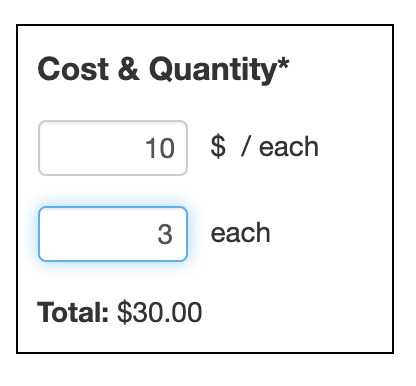 Cost & Quantity*
10 $ / each
3 each
Total: $30.00